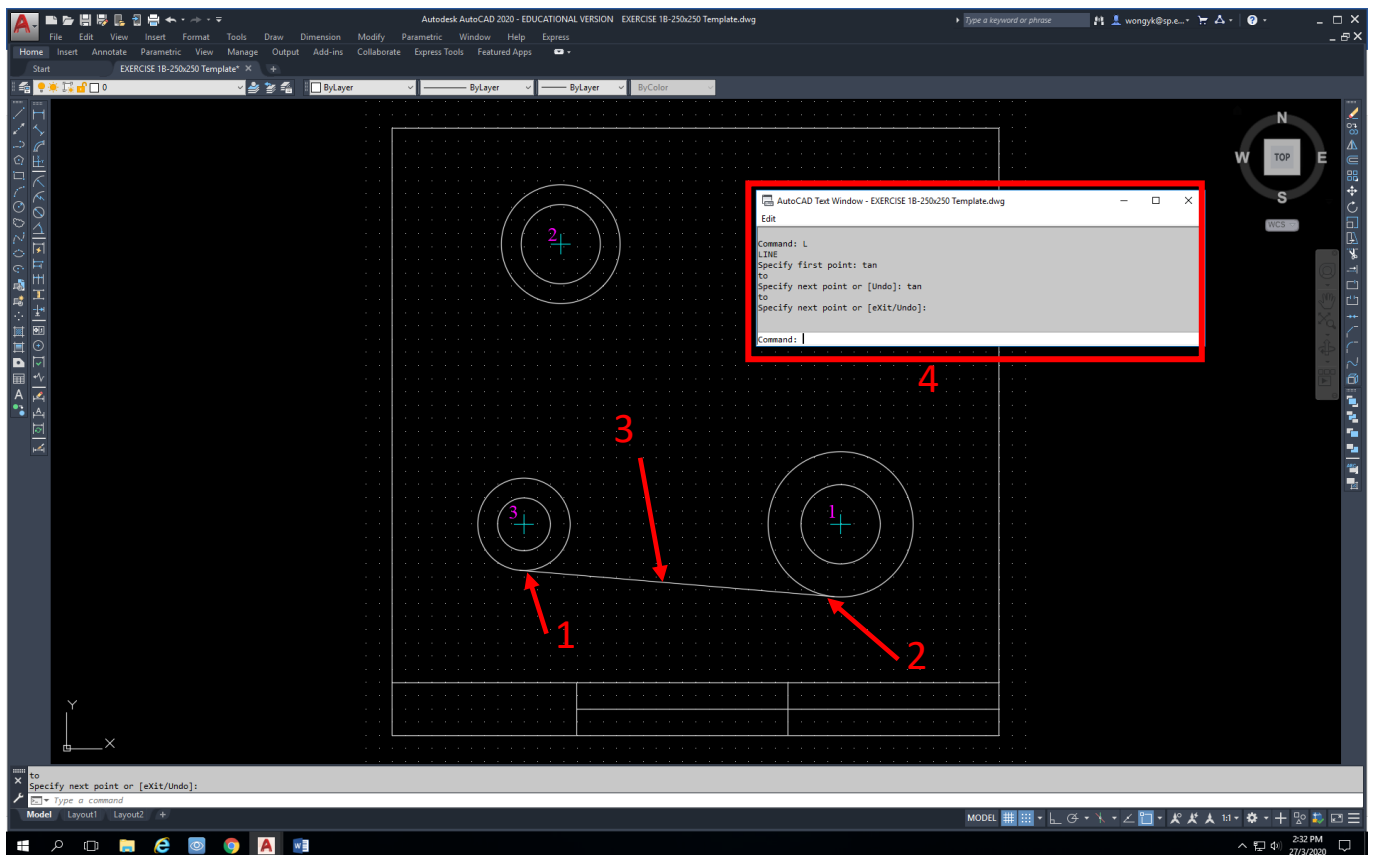 Autodesk AutoCAD 2020 - EDUCATIONAL VERSION EXERCISE 1B-250x250 Template.dwg
Type a keyword or phrase
wongyk@sp.e...
File Edit View Insert Format Tools Draw Dimension Modify Parametric Window Help Express
Home Insert Annotate Parametric View Manage Output Add-ins Collaborate Express Tools Featured Apps
Start EXERCISE 1B-250x250 Template*
0 ByLayer ByLayer ByLayer ByColor
N
W TOP E
S
WCS
AutoCAD Text Window - EXERCISE 1B-250x250 Template.dwg
Edit
Command: L
LINE
Specify first point: tan
to
Specify next point or [Undo]: tan
to
Specify next point or [eXit/Undo]:
Command:
4
2
3
3
1
1
2
Y
X
to
Specify next point or [eXit/Undo]:
Type a command
Model Layout1 Layout2 +
MODEL 1:1
2:32 PM
27/3/2020